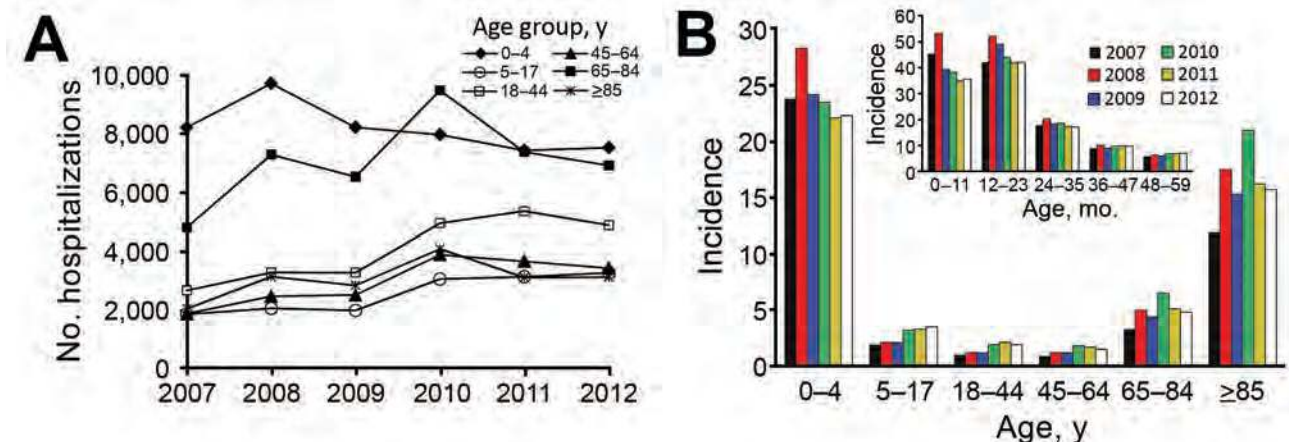 A
Age group, y
0–4
5–17
18–44
45–64
65–84
≥85
No. hospitalizations
10,000
8,000
6,000
4,000
2,000
0
2007 2008 2009 2010 2011 2012
B
Incidence
30
25
20
15
10
5
0
0–4 5–17 18–44 45–64 65–84 ≥85
Age, y
Incidence
60
50
40
30
20
10
0
0–11 12–23 24–35 36–47 48–59
Age, mo.
2007
2008
2009
2010
2011
2012